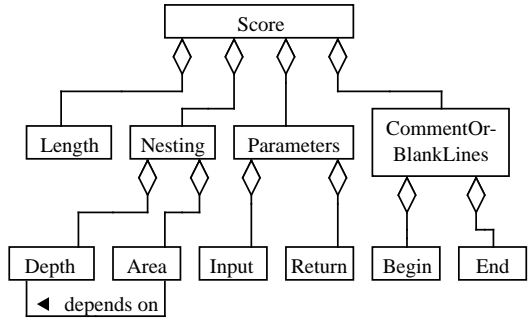 Score
Length
Nesting
Parameters
CommentOr-
BlankLines
Depth
Area
Input
Return
Begin
End
◄ depends on